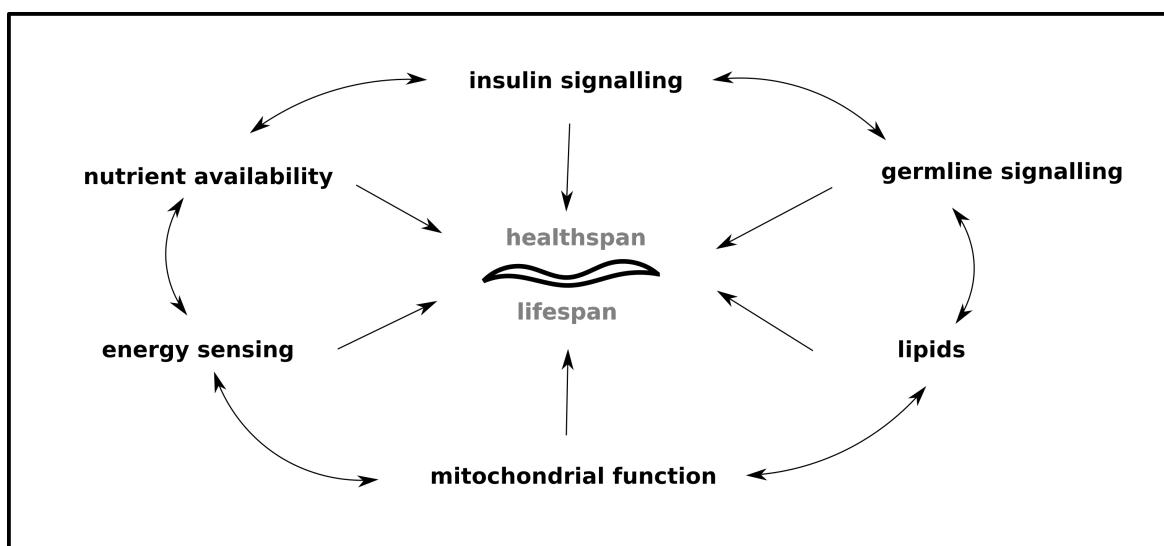 insulin signalling
nutrient availability
germline signalling
healthspan
lifespan
energy sensing
lipids
mitochondrial function